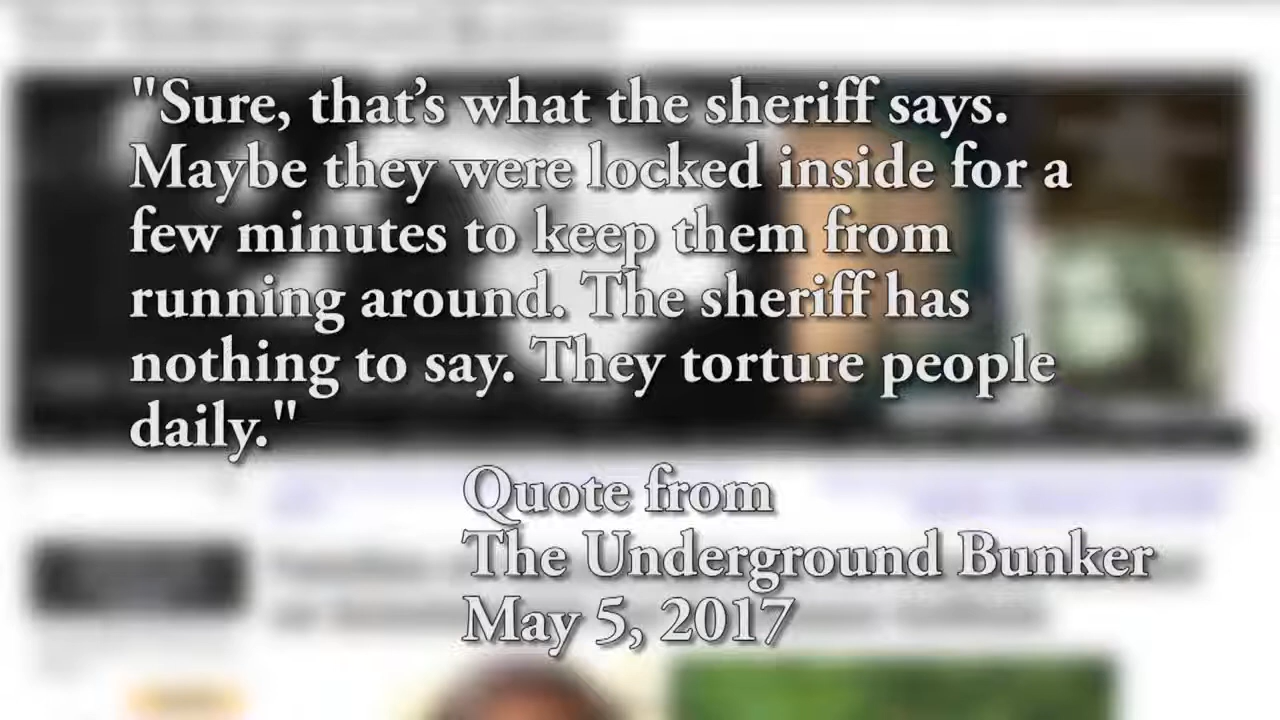 "Sure, that’s what the sheriff says.
Maybe they were locked inside for a
few minutes to keep them from
running around. The sheriff has
nothing to say. They torture people
daily."
Quote from
The Underground Bunker
May 5, 2017